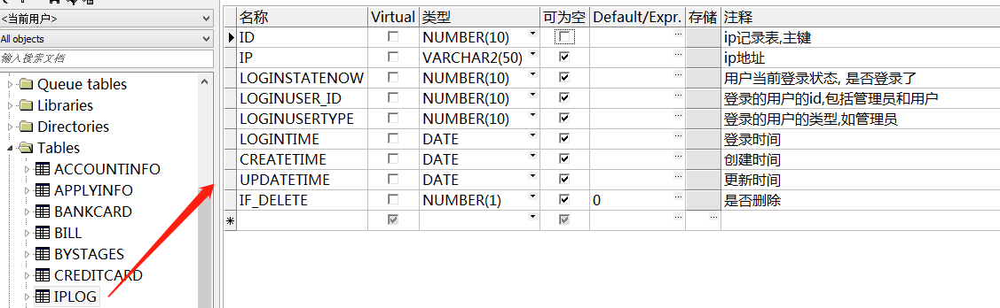 <当前用户>
All objects
输入搜索文档
Queue tables
Libraries
Directories
Tables
ACCOUNTINFO
APPLYINFO
BANKCARD
BILL
BYSTAGES
CREDITCARD
IPLOG
名称 Virtual 类型 可为空 Default/Expr. 存储 注释
ID NUMBER(10) ip记录表,主键
IP VARCHAR2(50) ip地址
LOGINSTATENOW NUMBER(10) 用户当前登录状态, 是否登录了
LOGINUSER_ID NUMBER(10) 登录的用户的id,包括管理员和用户
LOGINUSERTYPE NUMBER(10) 登录的用户的类型,如管理员
LOGINTIME DATE 登录时间
CREATETIME DATE 创建时间
UPDATETIME DATE 更新时间
IF_DELETE NUMBER(1) 0 是否删除